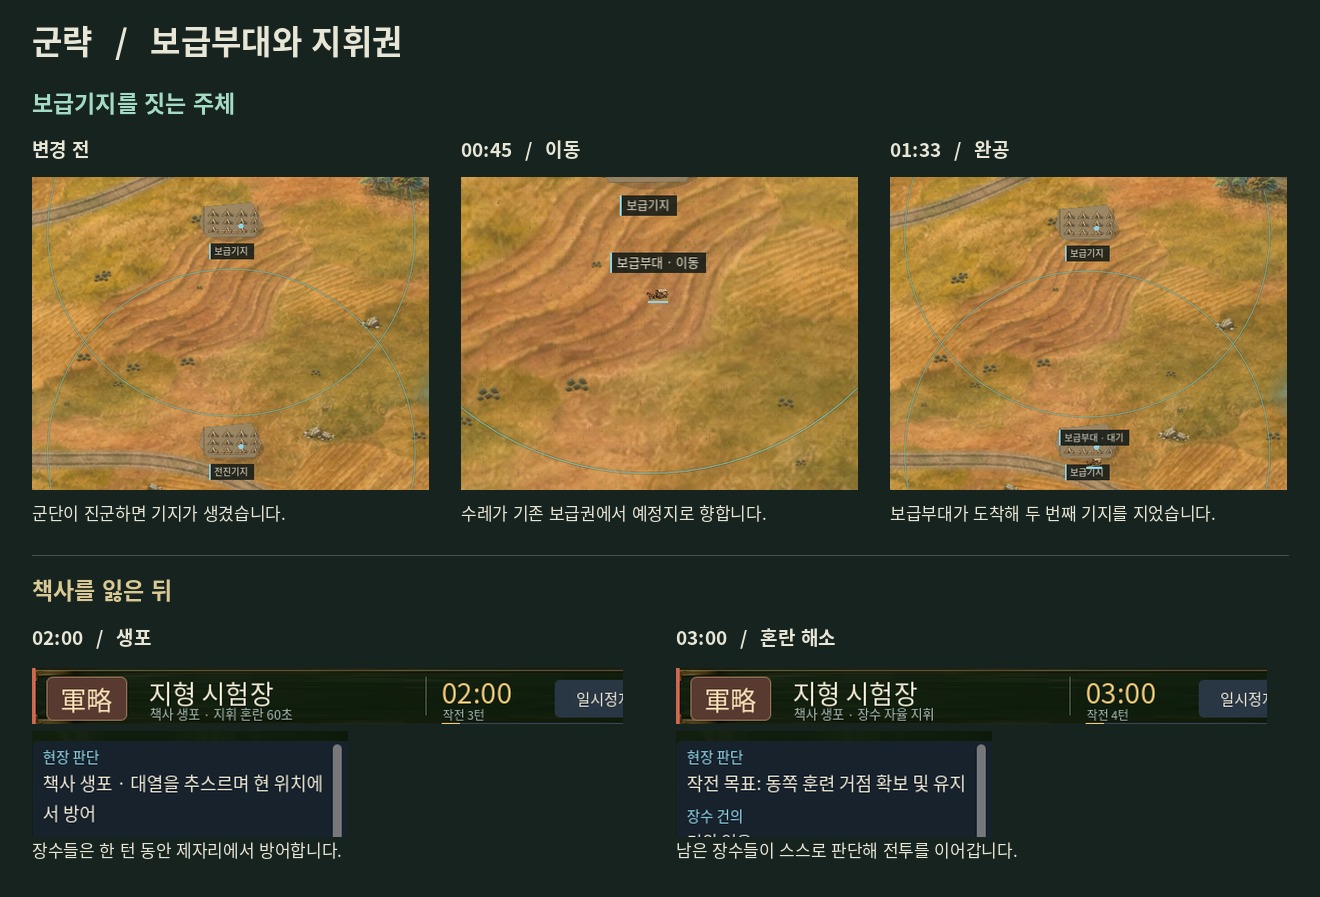 군략 / 보급부대와 지휘권
보급기지를 짓는 주체
변경 전
00:45 / 이동
01:33 / 완공
보급기지
전진기지
보급기지
보급부대 · 이동
보급기지
보급부대 · 대기
보급기지
군단이 진군하면 기지가 생겼습니다.
수레가 기존 보급권에서 예정지로 향합니다.
보급부대가 도착해 두 번째 기지를 지었습니다.
책사를 잃은 뒤
02:00 / 생포
軍略
지형 시험장
책사 생포 · 지휘 혼란 60초
02:00
작전 3턴
일시정지
현장 판단
책사 생포 · 대열을 추스르며 현 위치에
서 방어
장수들은 한 턴 동안 제자리에서 방어합니다.
03:00 / 혼란 해소
軍略
지형 시험장
책사 생포 · 장수 자율 지휘
03:00
작전 4턴
현장 판단
작전 목표: 동쪽 훈련 거점 확보 및 유지
장수 건의
남은 장수들이 스스로 판단해 전투를 이어갑니다.